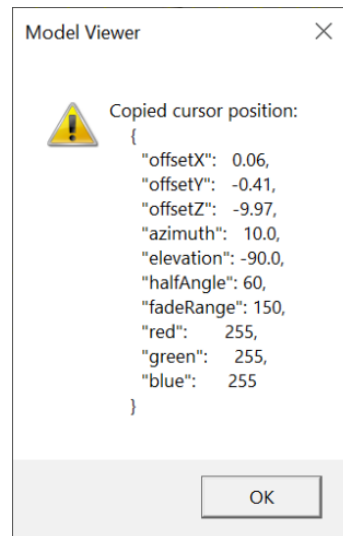 Model Viewer
Copied cursor position:
{
"offsetX": 0.06,
"offsetY": -0.41,
"offsetZ": -9.97,
"azimuth": 10.0,
"elevation": -90.0,
"halfAngle": 60,
"fadeRange": 150,
"red": 255,
"green": 255,
"blue": 255
}
OK